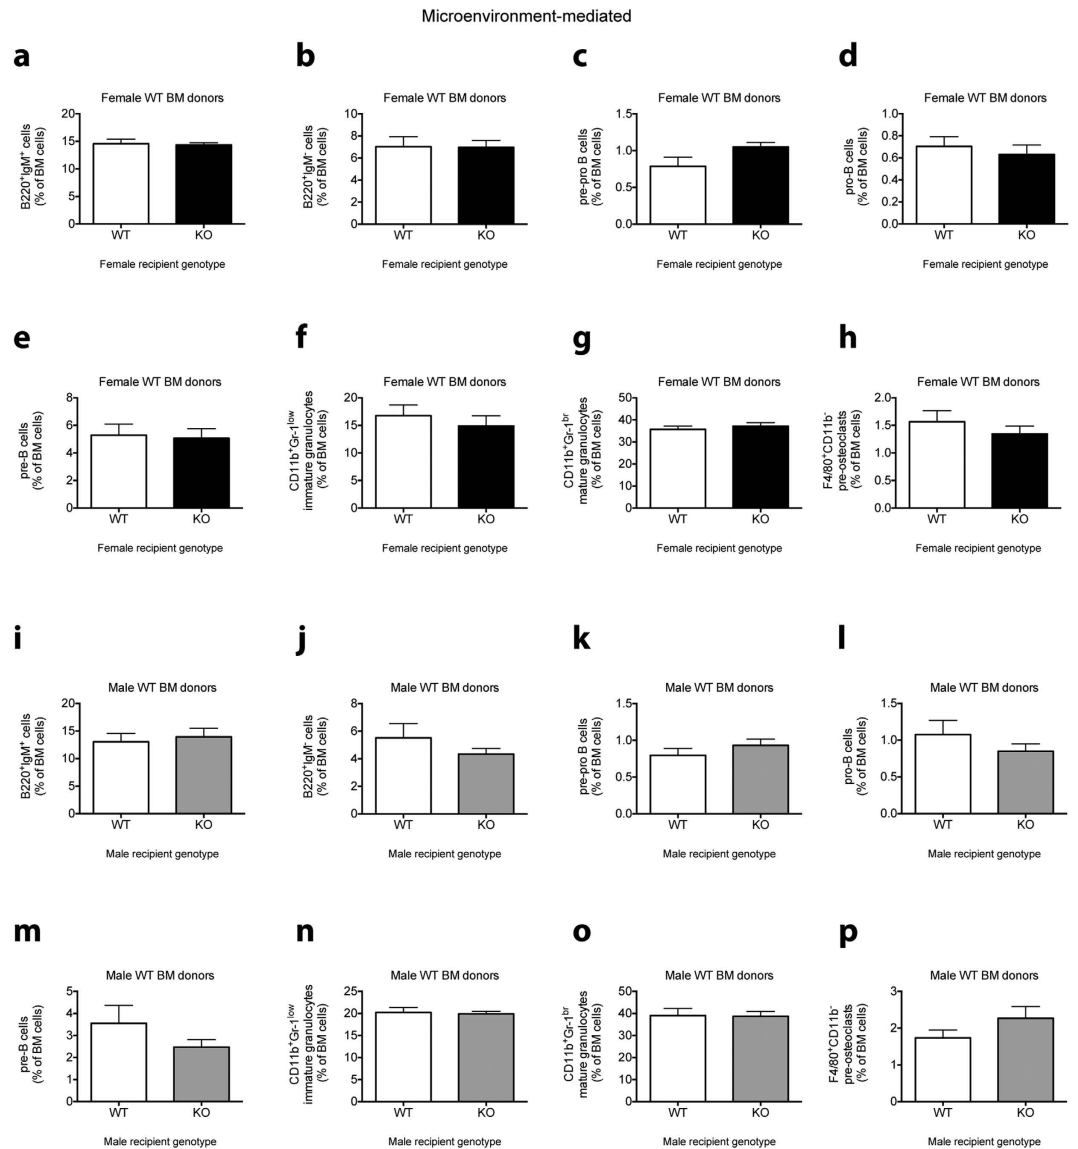 Microenvironment-mediated
a
Female WT BM donors
B220⁺IgM⁺ cells
(% of BM cells)
20
15
10
5
0
WT KO
Female recipient genotype
b
Female WT BM donors
B220⁺IgM⁻ cells
(% of BM cells)
10
8
6
4
2
0
WT KO
Female recipient genotype
c
Female WT BM donors
pre-pro B cells
(% of BM cells)
1.5
1.0
0.5
0.0
WT KO
Female recipient genotype
d
Female WT BM donors
pro-B cells
(% of BM cells)
1.0
0.8
0.6
0.4
0.2
0.0
WT KO
Female recipient genotype
e
Female WT BM donors
pre-B cells
(% of BM cells)
8
6
4
2
0
WT KO
Female recipient genotype
f
Female WT BM donors
CD11b⁺Gr-1ˡᵒʷ
immature granulocytes
(% of BM cells)
20
15
10
5
0
WT KO
Female recipient genotype
g
Female WT BM donors
CD11b⁺Gr-1ᵇʳ
mature granulocytes
(% of BM cells)
50
40
30
20
10
0
WT KO
Female recipient genotype
h
Female WT BM donors
F4/80⁺CD11b⁻
pre-osteoclasts
(% of BM cells)
2.0
1.5
1.0
0.5
0.0
WT KO
Female recipient genotype
i
Male WT BM donors
B220⁺IgM⁺ cells
(% of BM cells)
20
15
10
5
0
WT KO
Male recipient genotype
j
Male WT BM donors
B220⁺IgM⁻ cells
(% of BM cells)
8
6
4
2
0
WT KO
Male recipient genotype
k
Male WT BM donors
pre-pro B cells
(% of BM cells)
1.5
1.0
0.5
0.0
WT KO
Male recipient genotype
l
Male WT BM donors
pro-B cells
(% of BM cells)
1.5
1.0
0.5
0.0
WT KO
Male recipient genotype
m
Male WT BM donors
pre-B cells
(% of BM cells)
5
4
3
2
1
0
WT KO
Male recipient genotype
n
Male WT BM donors
CD11b⁺Gr-1ˡᵒʷ
immature granulocytes
(% of BM cells)
25
20
15
10
5
0
WT KO
Male recipient genotype
o
Male WT BM donors
CD11b⁺Gr-1ᵇʳ
mature granulocytes
(% of BM cells)
50
40
30
20
10
0
WT KO
Male recipient genotype
p
Male WT BM donors
F4/80⁺CD11b⁻
pre-osteoclasts
(% of BM cells)
3
2
1
0
WT KO
Male recipient genotype